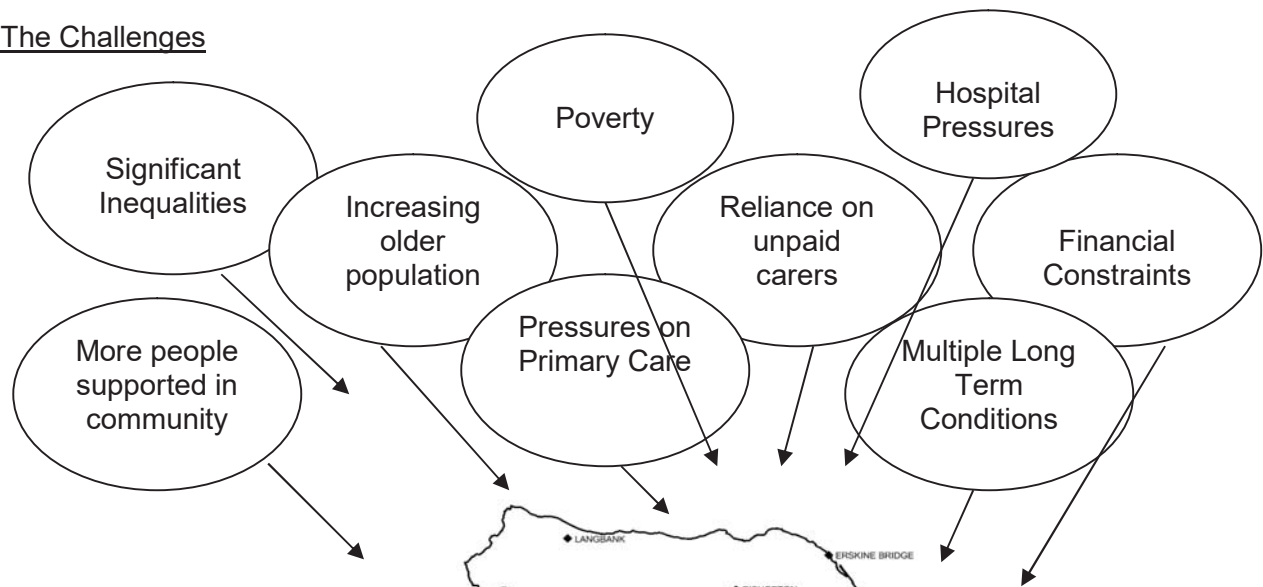 The Challenges
Significant
Inequalities
Poverty
Hospital
Pressures
Increasing
older
population
Reliance on
unpaid
carers
Financial
Constraints
More people
supported in
community
Pressures on
Primary Care
Multiple Long
Term
Conditions
LANGBANK
ERSKINE BRIDGE